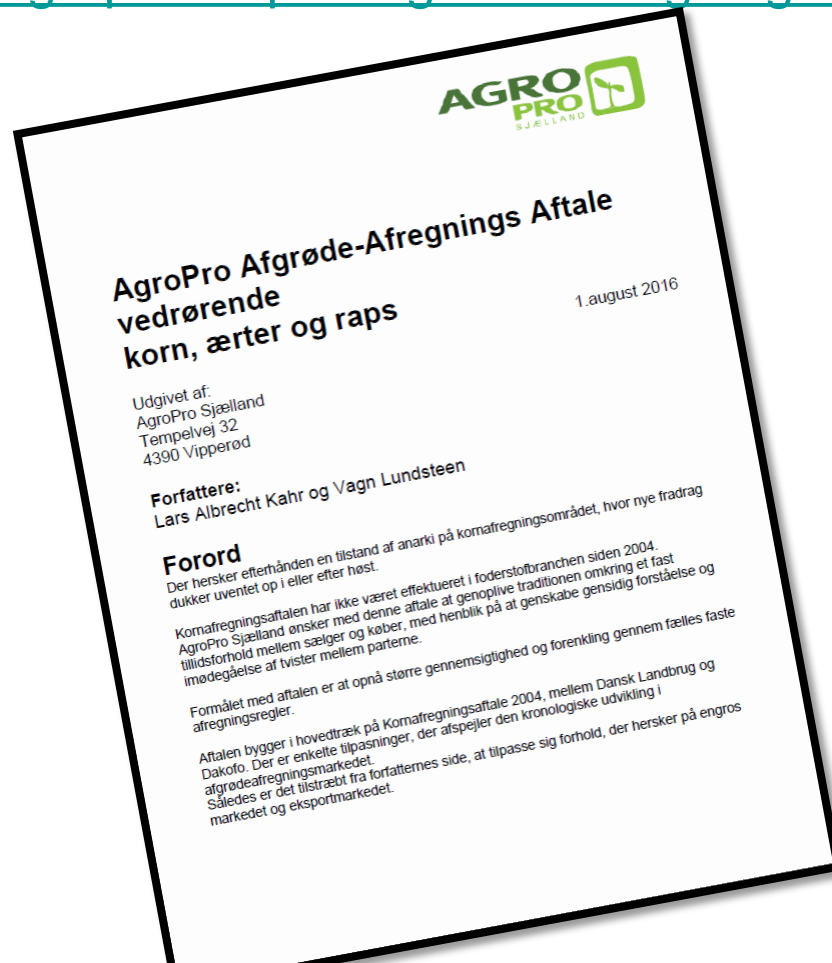 AGRO
PRO
SJÆLLAND
AgroPro Afgrøde-Afregnings Aftale
vedrørende
korn, ærter og raps
1.august 2016
Udgivet af:
AgroPro Sjælland
Tempelvej 32
4390 Vipperød
Forfattere:
Lars Albrecht Kahr og Vagn Lundsteen
Forord
Der hersker efterhånden en tilstand af anarki på kornafregningsområdet, hvor nye fradrag
dukker uventet op i eller efter høst.
Kornafregningsaftalen har ikke været effektueret i foderstofbranchen siden 2004.
AgroPro Sjælland ønsker med denne aftale at genoplive traditionen omkring et fast
tillidsforhold mellem sælger og køber, med henblik på at genskabe gensidig forståelse og
imødegåelse af tvister mellem parterne.
Formålet med aftalen er at opnå større gennemsigtighed og forenkling gennem fælles faste
afregningsregler.
Aftalen bygger i hovedtræk på Kornafregningsaftale 2004, mellem Dansk Landbrug og
Dakofo. Der er enkelte tilpasninger, der afspejler den kronologiske udvikling i
afgrødeafregningsmarkedet.
Således er det tilstræbt fra forfatternes side, at tilpasse sig forhold, der hersker på engros
markedet og eksportmarkedet.